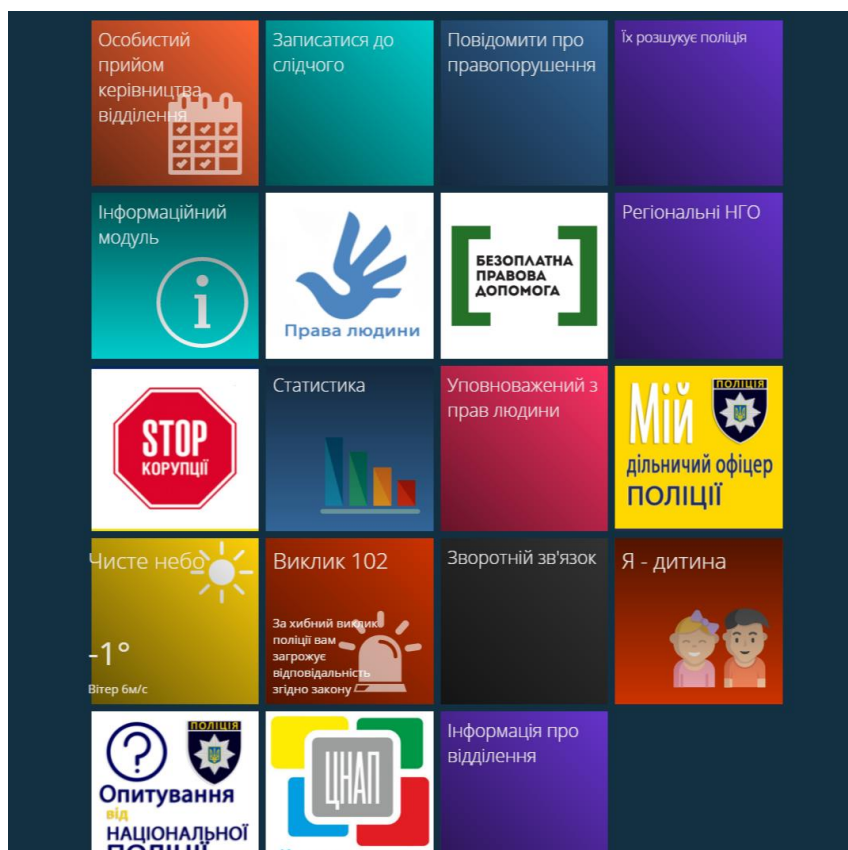 Особистий
прийом
керівництва
відділення
Записатися до
слідчого
Повідомити про
правопорушення
Їх розшукує поліція
Інформаційний
модуль
i
Права людини
БЕЗОПЛАТНА
ПРАВОВА
ДОПОМОГА
Регіональні НГО
STOP
КОРУПЦІЇ
Статистика
Уповноважений з
прав людини
Мій
ПОЛІЦІЯ
дільничий офіцер
ПОЛІЦІЇ
Чисте небо
-1°
Вітер 6м/с
Виклик 102
За хибний виклик
поліції вам
загрожує
відповідальність
згідно закону
Зворотній зв'язок
Я - дитина
?
ПОЛІЦІЯ
Опитування
від
НАЦІОНАЛЬНОЇ
ПОЛІЦІЇ
ЦНАП
Інформація про
відділення